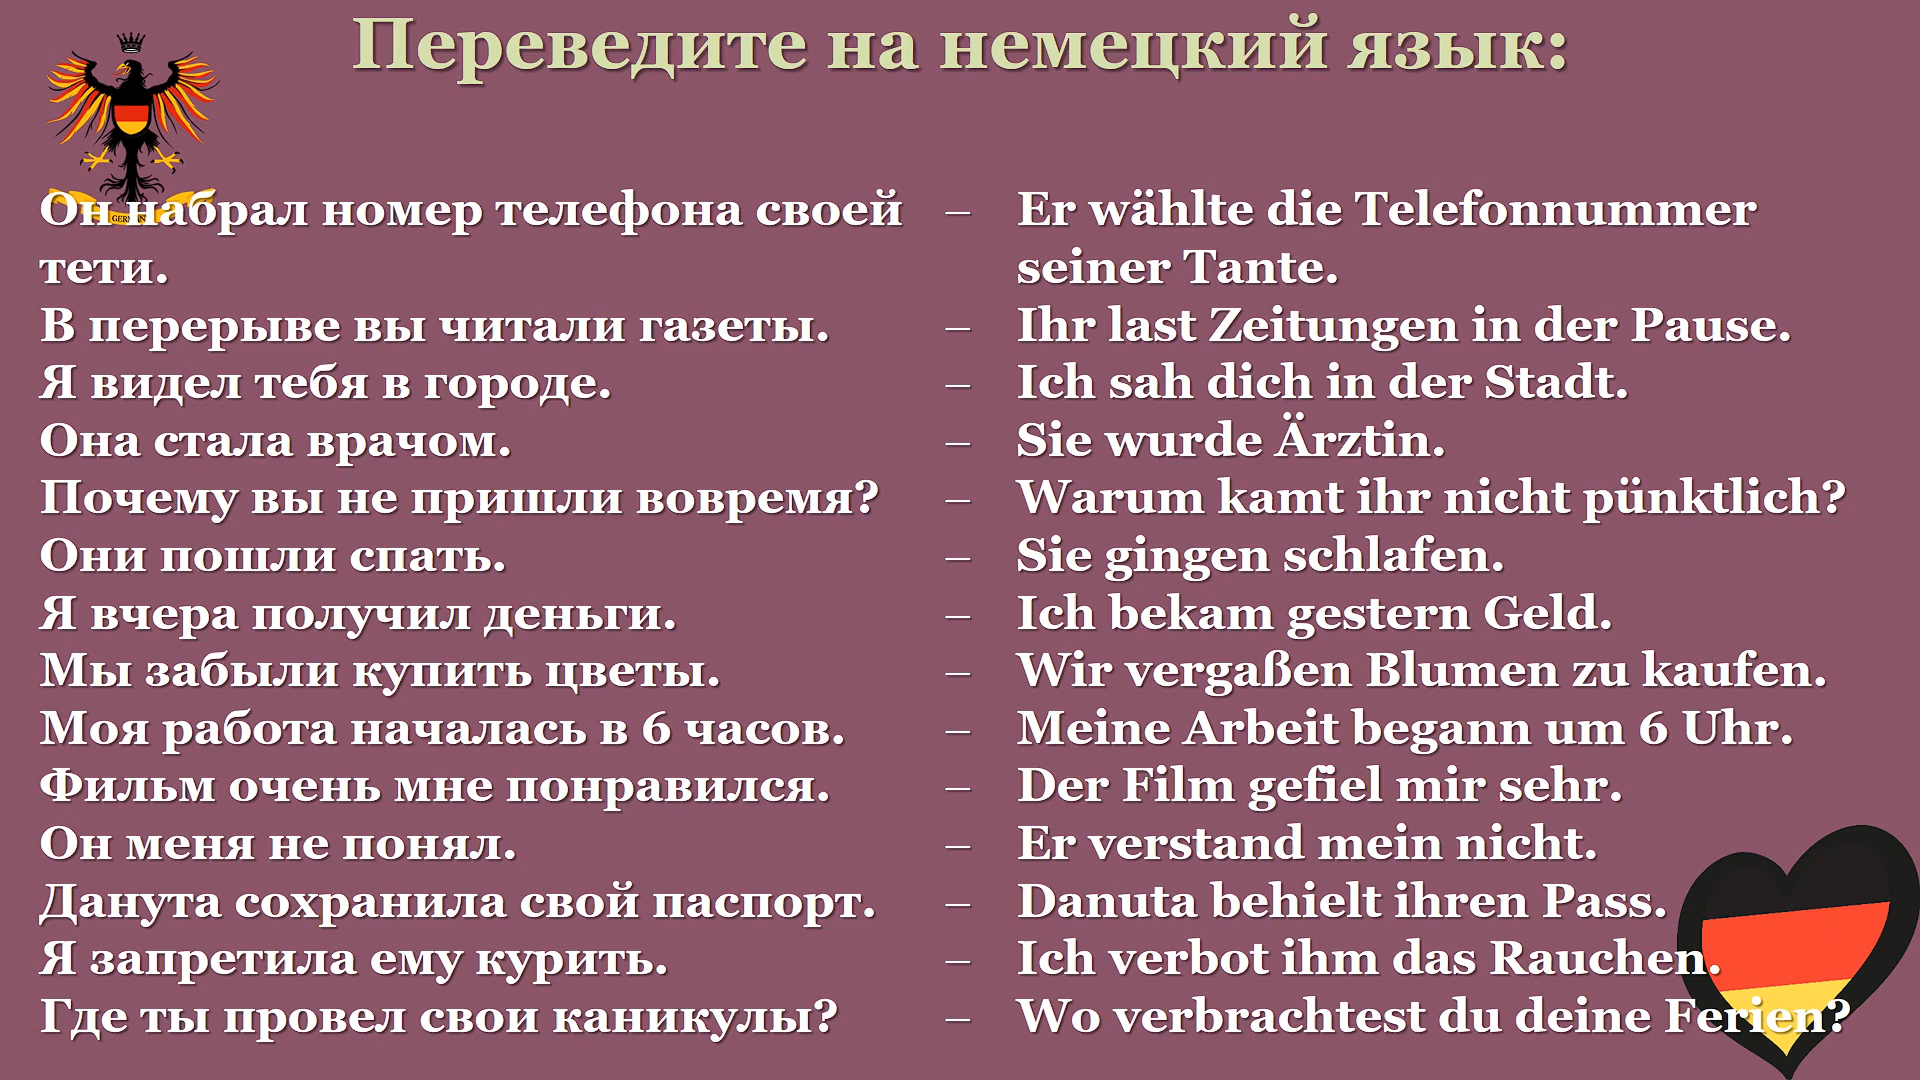 Переведите на немецкий язык:
Он набрал номер телефона своей – Er wählte die Telefonnummer
тети. seiner Tante.
В перерыве вы читали газеты. – Ihr last Zeitungen in der Pause.
Я видел тебя в городе. – Ich sah dich in der Stadt.
Она стала врачом. – Sie wurde Ärztin.
Почему вы не пришли вовремя? – Warum kamt ihr nicht pünktlich?
Они пошли спать. – Sie gingen schlafen.
Я вчера получил деньги. – Ich bekam gestern Geld.
Мы забыли купить цветы. – Wir vergaßen Blumen zu kaufen.
Моя работа началась в 6 часов. – Meine Arbeit begann um 6 Uhr.
Фильм очень мне понравился. – Der Film gefiel mir sehr.
Он меня не понял. – Er verstand mein nicht.
Данута сохранила свой паспорт. – Danuta behielt ihren Pass.
Я запретила ему курить. – Ich verbot ihm das Rauchen.
Где ты провел свои каникулы? – Wo verbrachtest du deine Ferien?